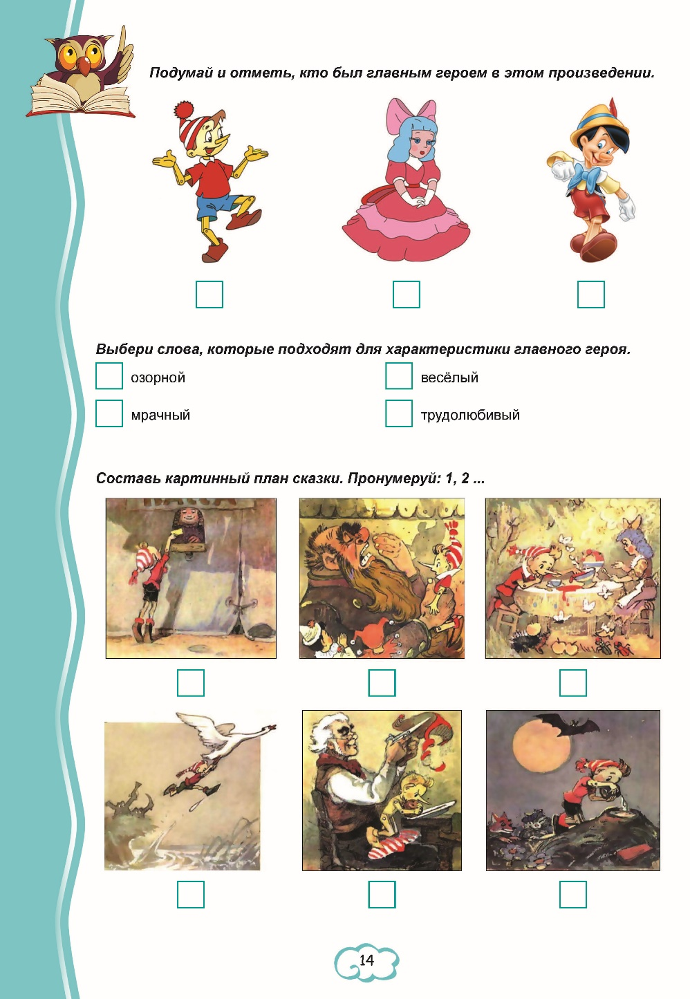 Подумай и отметь, кто был главным героем в этом произведении.
Выбери слова, которые подходят для характеристики главного героя.
озорной
весёлый
мрачный
трудолюбивый
Составь картинный план сказки. Пронумеруй: 1, 2 ...
14